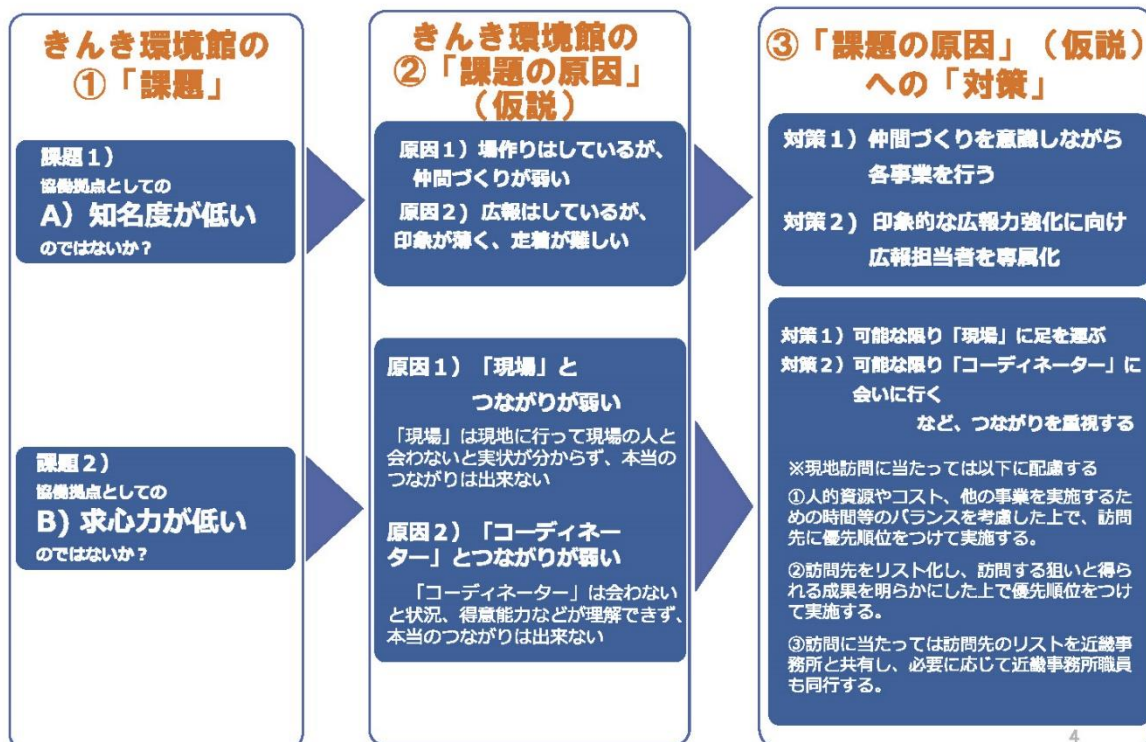 きんき環境館の
①「課題」
課題１）
協働拠点としての
A）知名度が低い
のではないか？
課題２）
協働拠点としての
B) 求心力が低い
のではないか？
きんき環境館の
②「課題の原因」
（仮説）
原因１）場作りはしているが、
仲間づくりが弱い
原因２）広報はしているが、
印象が薄く、定着が難しい
原因１）「現場」と
つながりが弱い
「現場」は現地に行って現場の人と
会わないと実状が分からず、本当の
つながりは出来ない
原因２）「コーディネー
ター」とつながりが弱い
「コーディネーター」は会わない
と状況、得意能力などが理解できず、
本当のつながりは出来ない
③「課題の原因」（仮説）
への「対策」
対策１）仲間づくりを意識しながら
各事業を行う
対策２）印象的な広報力強化に向け
広報担当者を専属化
対策１）可能な限り「現場」に足を運ぶ
対策２）可能な限り「コーディネーター」に
会いに行く
など、つながりを重視する
※現地訪問に当たっては以下に配慮する
①人的資源やコスト、他の事業を実施するた
めの時間等のバランスを考慮した上で、訪問
先に優先順位をつけて実施する。
②訪問先をリスト化し、訪問する狙いと得ら
れる成果を明らかにした上で優先順位をつけ
て実施する。
③訪問に当たっては訪問先のリストを近畿事
務所と共有し、必要に応じて近畿事務所職員
も同行する。
4